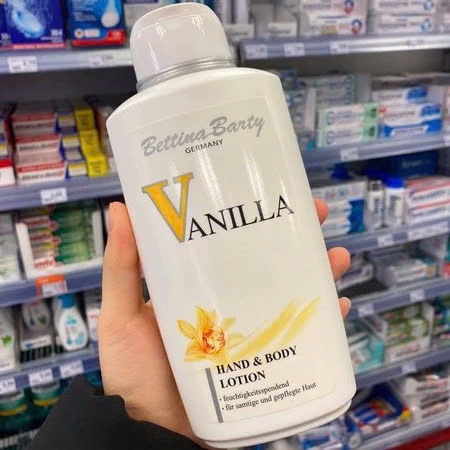 Bettina Barty
GERMANY
VANILLA
HAND & BODY
LOTION
• feuchtigkeitsspendend
• für samtige und gepflegte Haut